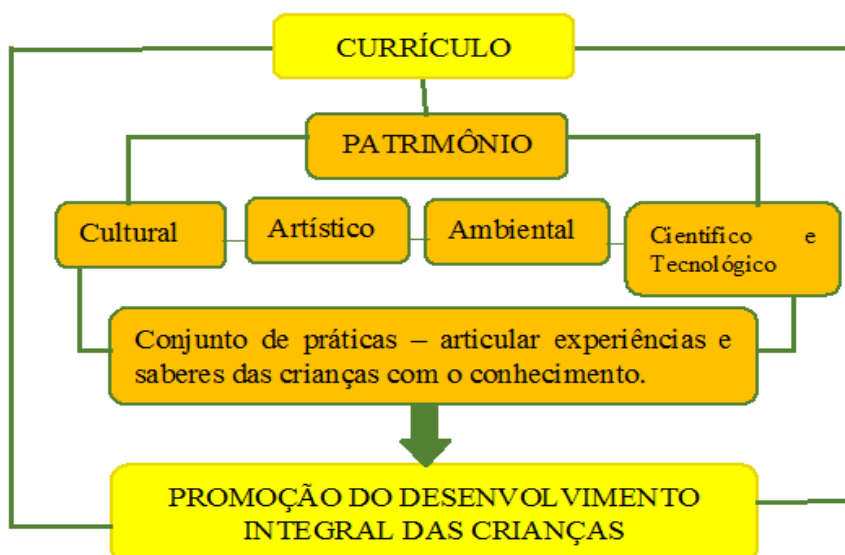 CURRÍCULO
PATRIMÔNIO
Cultural
Artístico
Ambiental
Científico e
Tecnológico
Conjunto de práticas – articular experiências e
saberes das crianças com o conhecimento.
PROMOÇÃO DO DESENVOLVIMENTO
INTEGRAL DAS CRIANÇAS